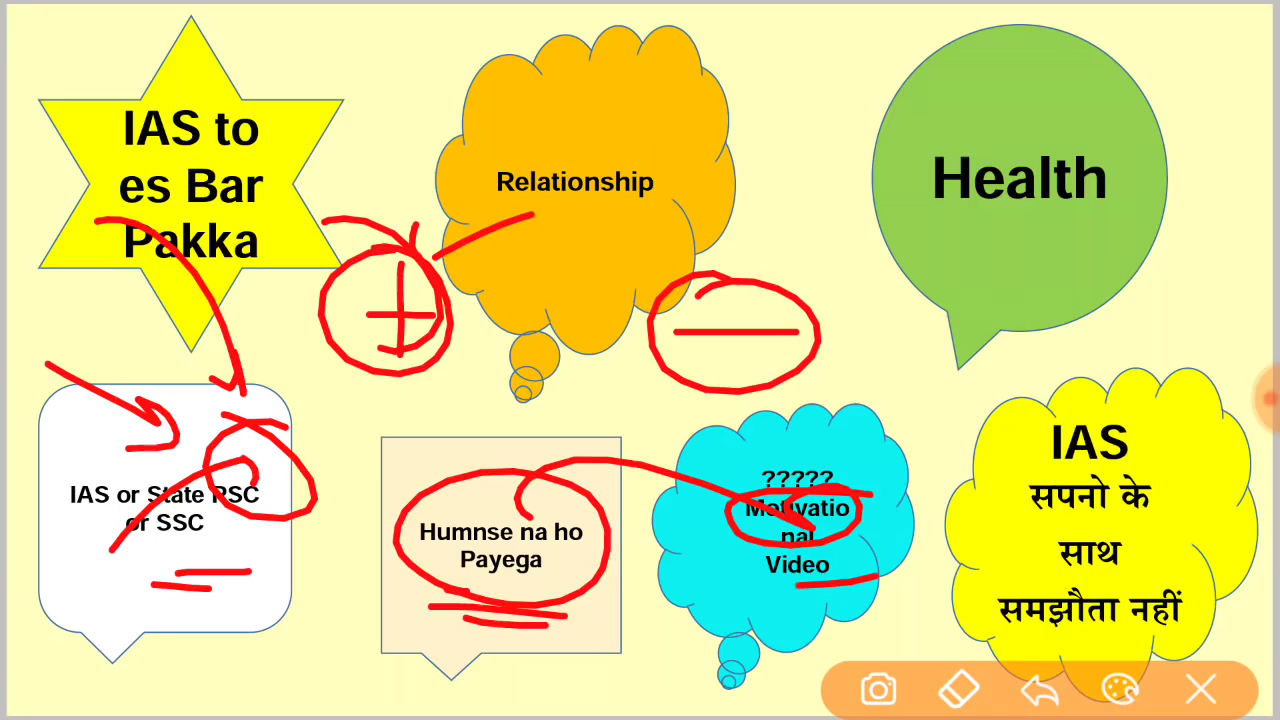 IAS to
es Bar
Pakka
Relationship
Health
IAS or State PSC
or SSC
Humnse na ho
Payega
?????
Motivatio
nal
Video
IAS
सपनो के
साथ
समझौता नहीं